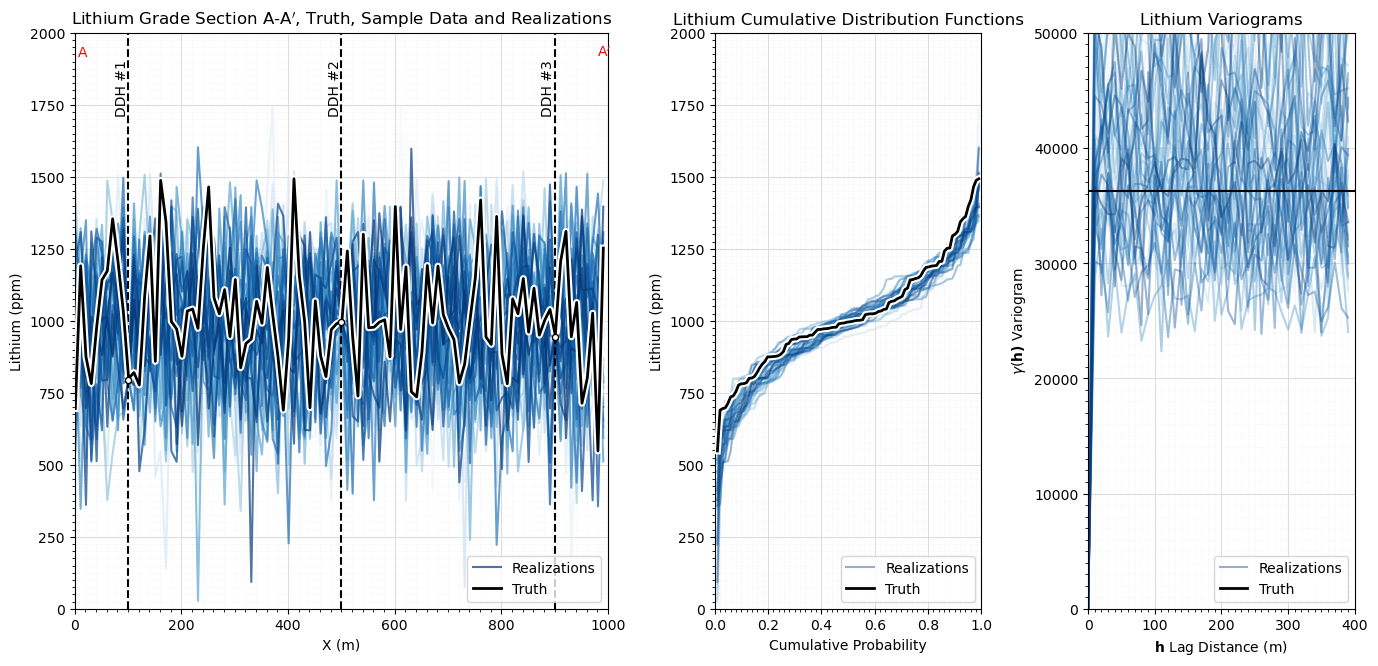 Lithium Grade Section A-A′, Truth, Sample Data and Realizations
A
A
DDH #1
DDH #2
DDH #3
2000
1750
1500
1250
1000
750
500
250
0
Lithium (ppm)
0
200
400
600
800
1000
X (m)
Realizations
Truth
Lithium Cumulative Distribution Functions
2000
1750
1500
1250
1000
750
500
250
0
Lithium (ppm)
0.0
0.2
0.4
0.6
0.8
1.0
Cumulative Probability
Realizations
Truth
Lithium Variograms
50000
40000
30000
20000
10000
0
γ(h) Variogram
0
100
200
300
400
h Lag Distance (m)
Realizations
Truth